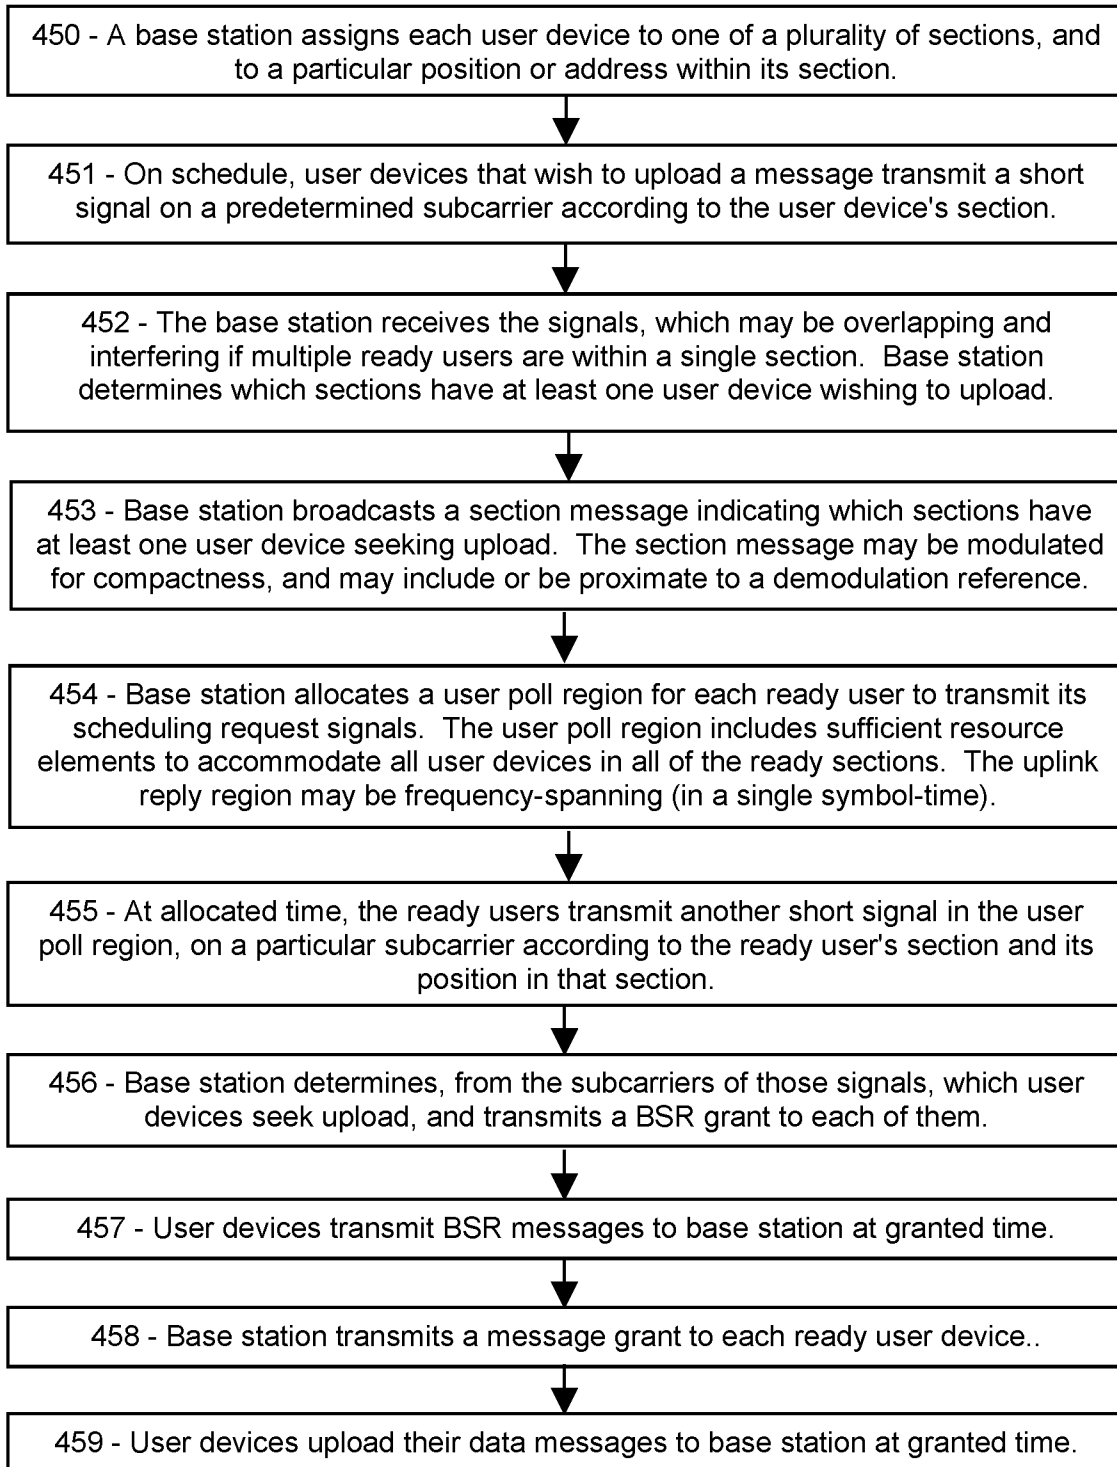 450 - A base station assigns each user device to one of a plurality of sections, and
to a particular position or address within its section.
451 - On schedule, user devices that wish to upload a message transmit a short
signal on a predetermined subcarrier according to the user device's section.
452 - The base station receives the signals, which may be overlapping and
interfering if multiple ready users are within a single section.  Base station
determines which sections have at least one user device wishing to upload.
453 - Base station broadcasts a section message indicating which sections have
at least one user device seeking upload.  The section message may be modulated
for compactness, and may include or be proximate to a demodulation reference.
454 - Base station allocates a user poll region for each ready user to transmit its
scheduling request signals.  The user poll region includes sufficient resource
elements to accommodate all user devices in all of the ready sections.  The uplink
reply region may be frequency-spanning (in a single symbol-time).
455 - At allocated time, the ready users transmit another short signal in the user
poll region, on a particular subcarrier according to the ready user's section and its
position in that section.
456 - Base station determines, from the subcarriers of those signals, which user
devices seek upload, and transmits a BSR grant to each of them.
457 - User devices transmit BSR messages to base station at granted time.
458 - Base station transmits a message grant to each ready user device..
459 - User devices upload their data messages to base station at granted time.